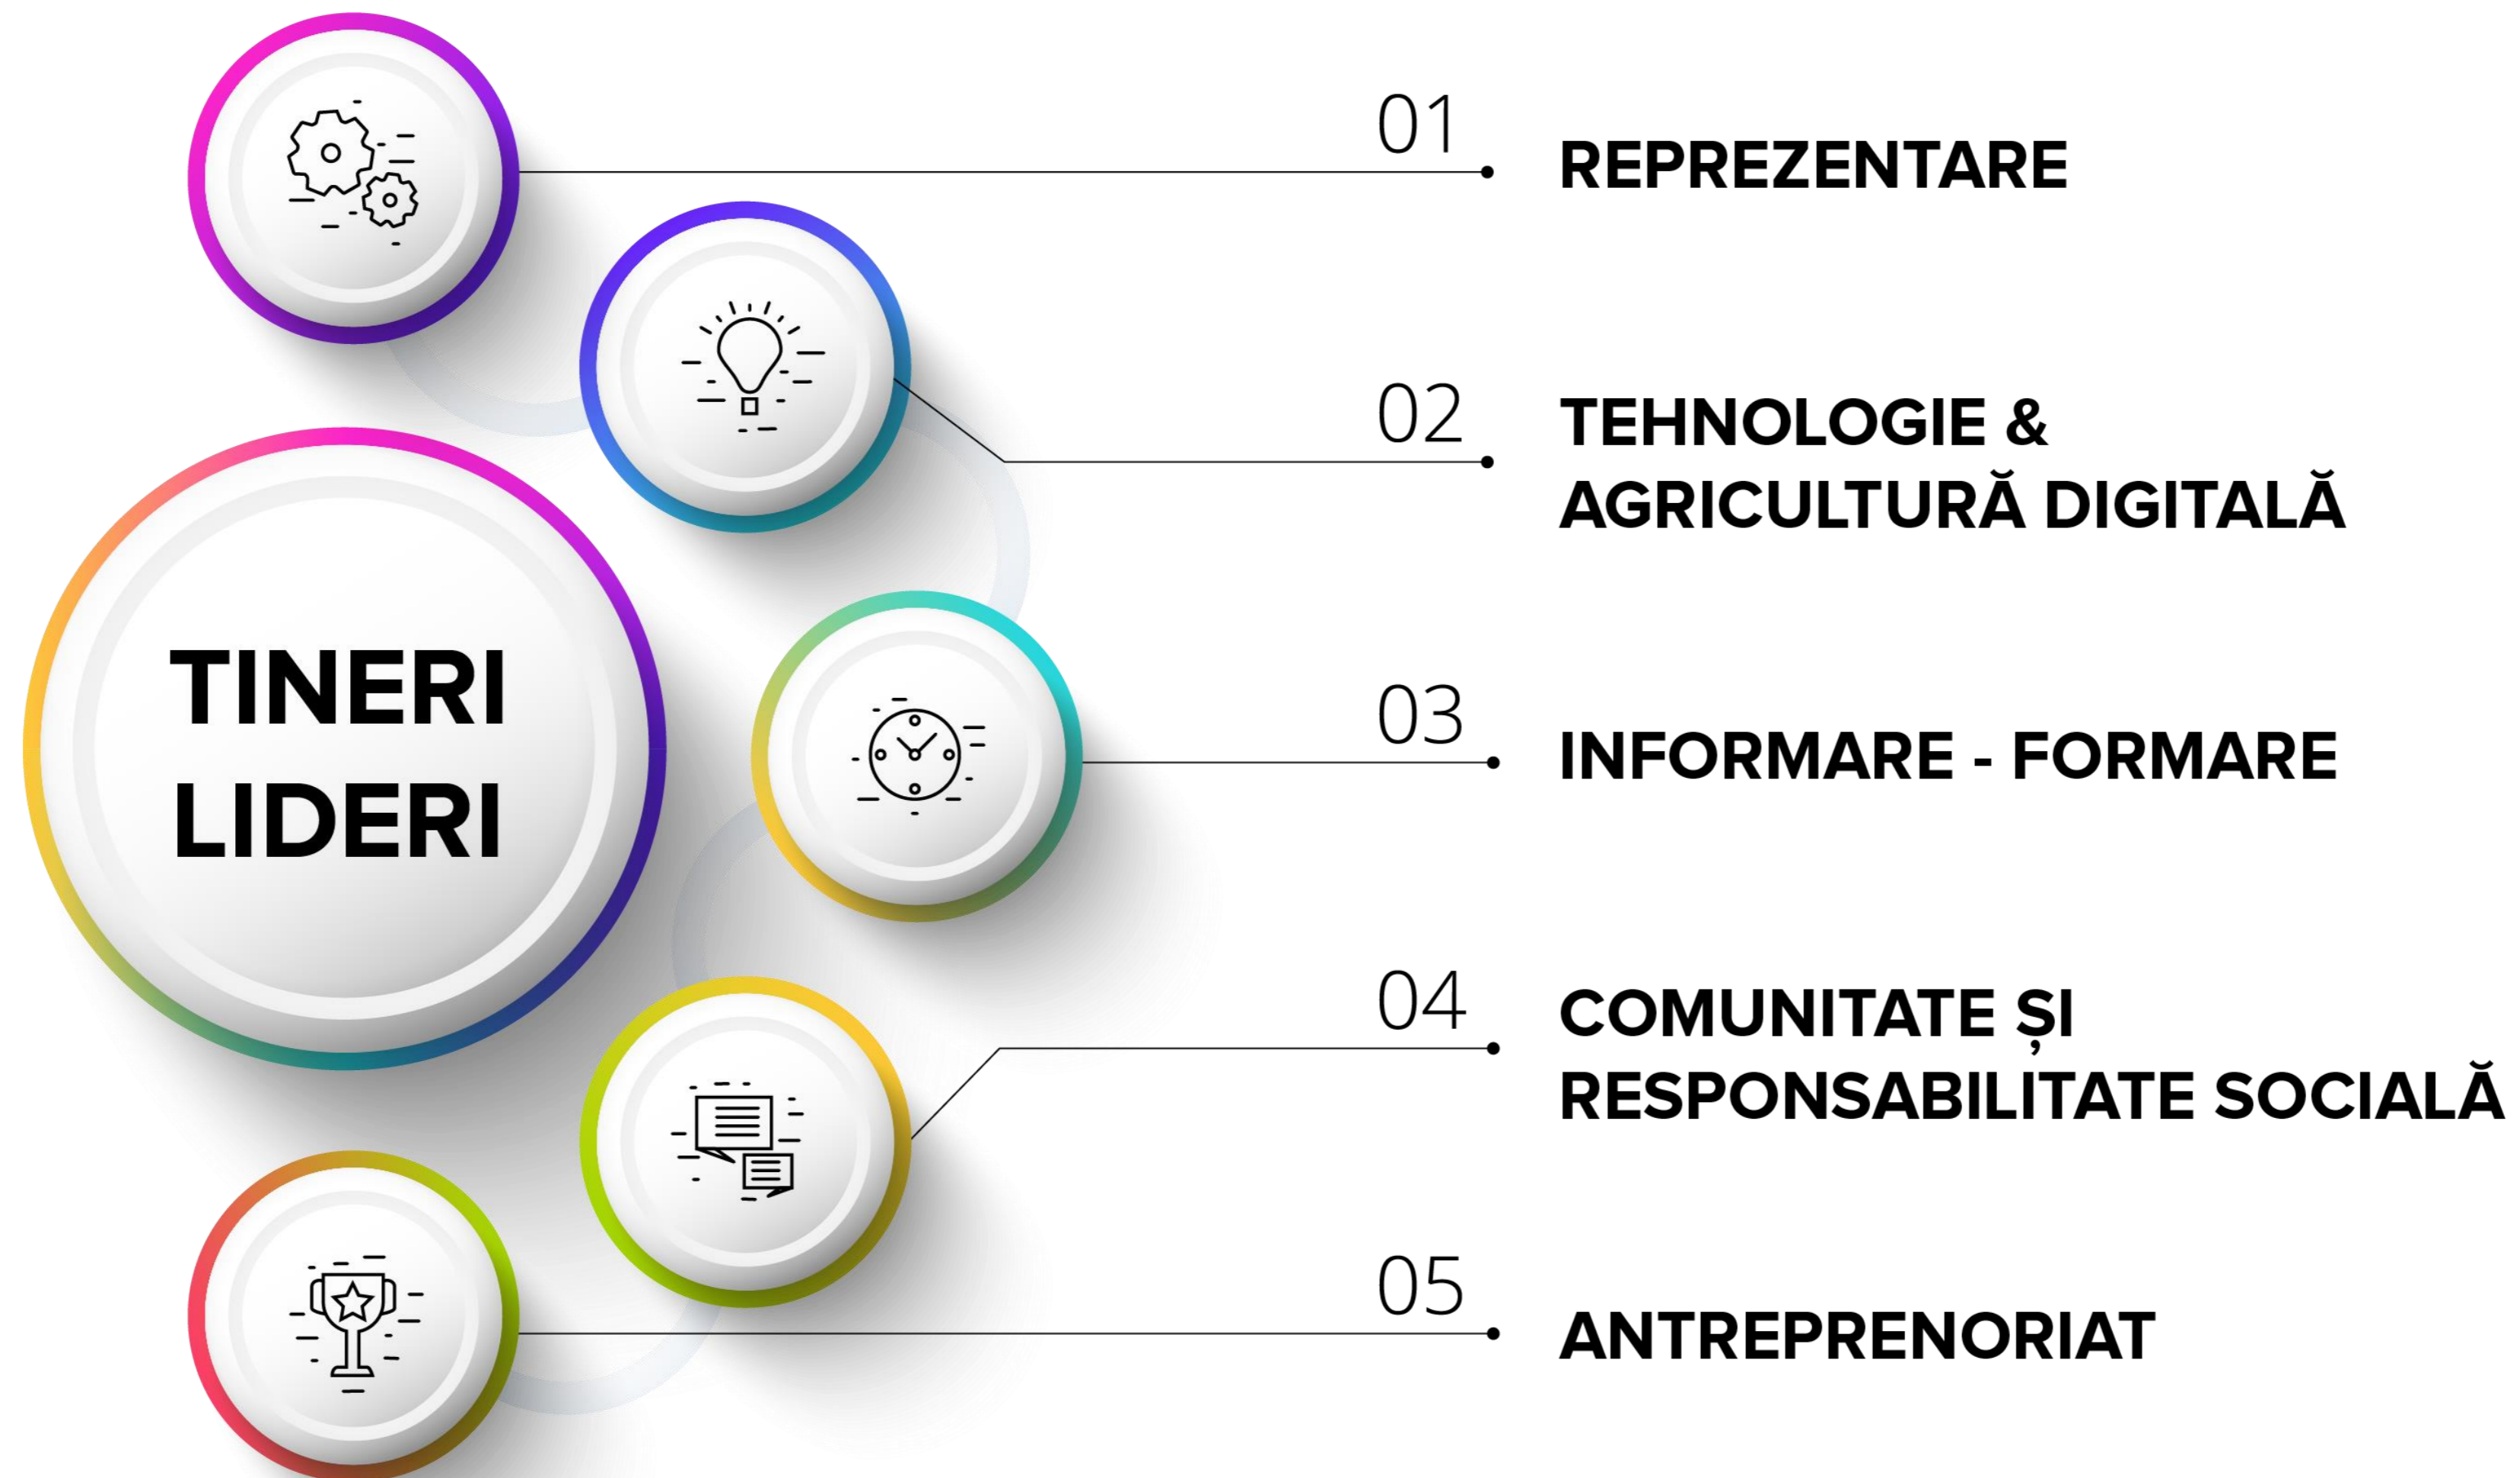 TINERI
LIDERI
01
REPREZENTARE
02
TEHNOLOGIE &
AGRICULTURĂ DIGITALĂ
03
INFORMARE - FORMARE
04
COMUNITATE ȘI
RESPONSABILITATE SOCIALĂ
05
ANTREPRENORIAT